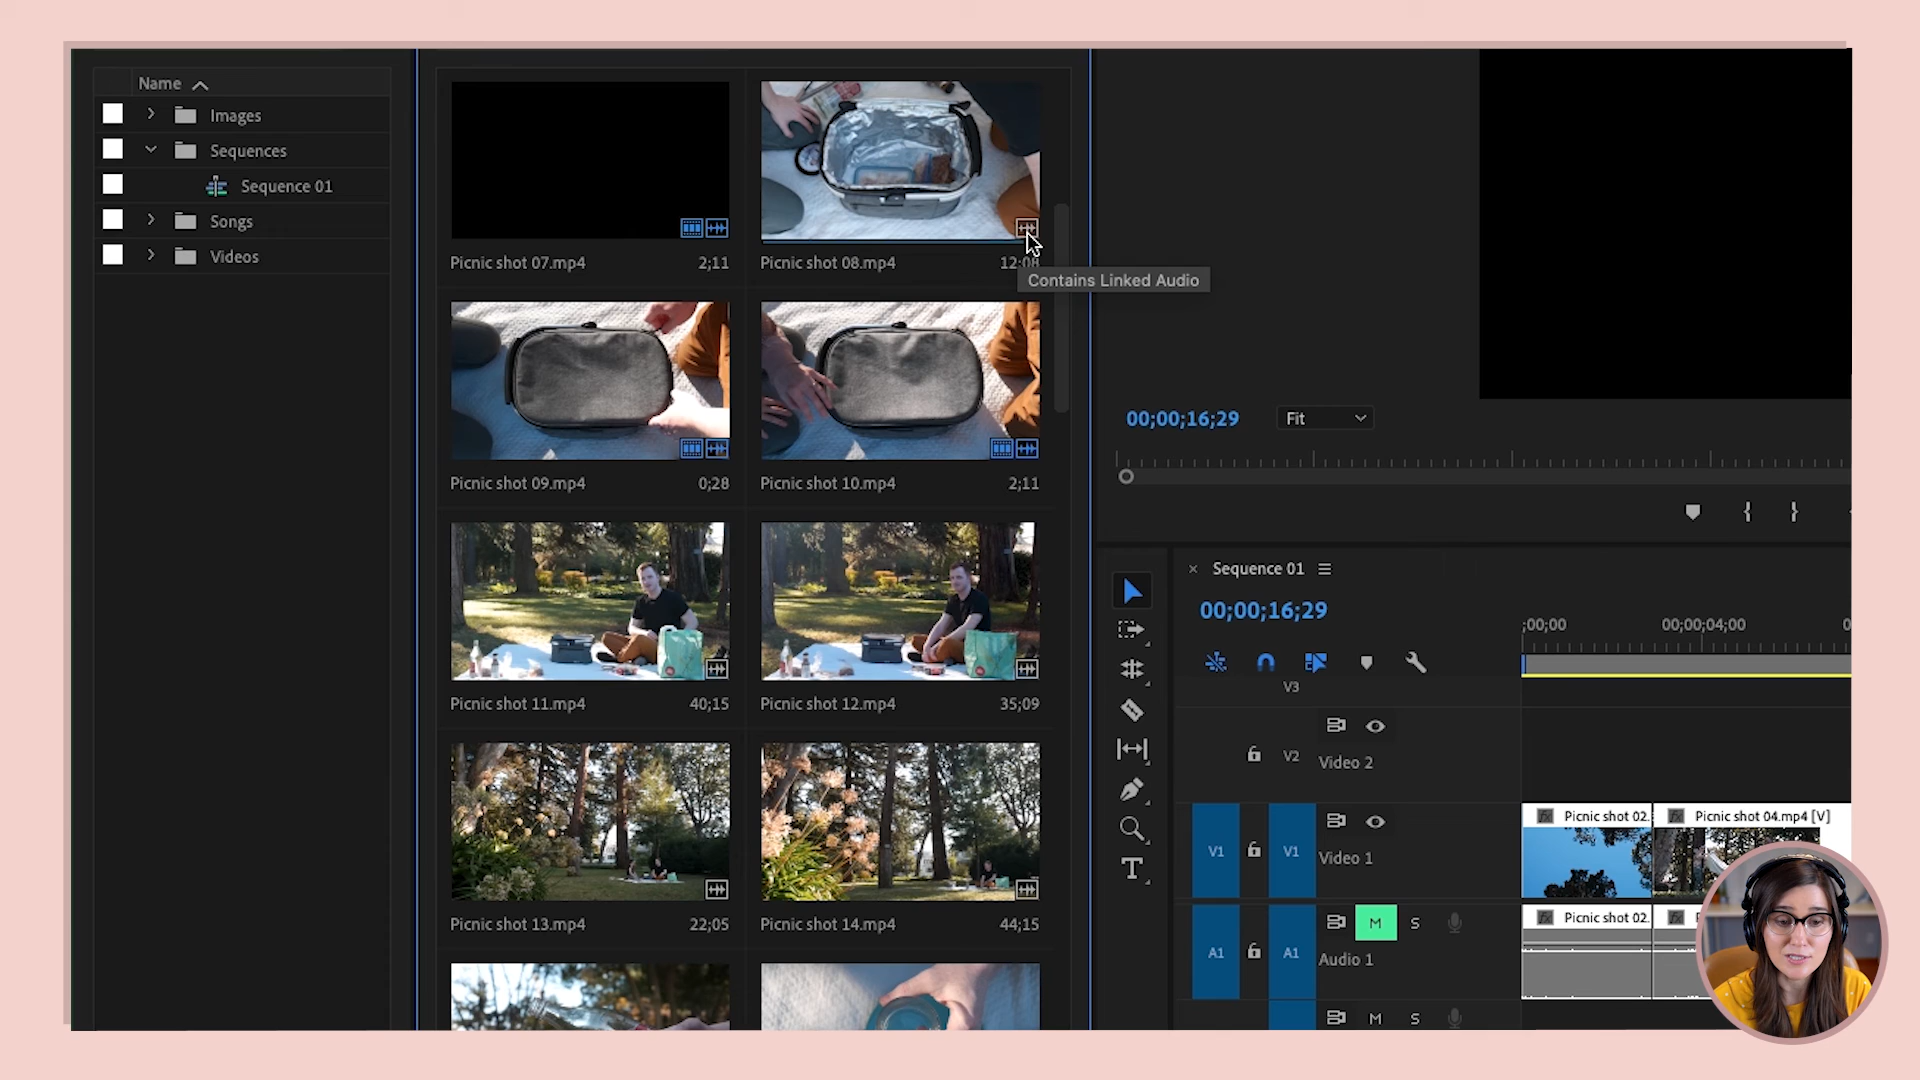 Name
Images
Sequences
Sequence 01
Songs
Videos
Picnic shot 07.mp4 2;11
Picnic shot 08.mp4 12:08
Contains Linked Audio
Picnic shot 09.mp4 0;28
Picnic shot 10.mp4 2;11
Picnic shot 11.mp4 40;15
Picnic shot 12.mp4 35;09
Picnic shot 13.mp4 22;05
Picnic shot 14.mp4 44;15
00;00;16;29 Fit
Sequence 01
00;00;16;29
;00;00 00;00;04;00 0
V3
V2 Video 2
V1 V1 Video 1
Picnic shot 02. Picnic shot 04.mp4 [V]
A1 A1 M S Audio 1
fx Picnic shot 02. fx
M S